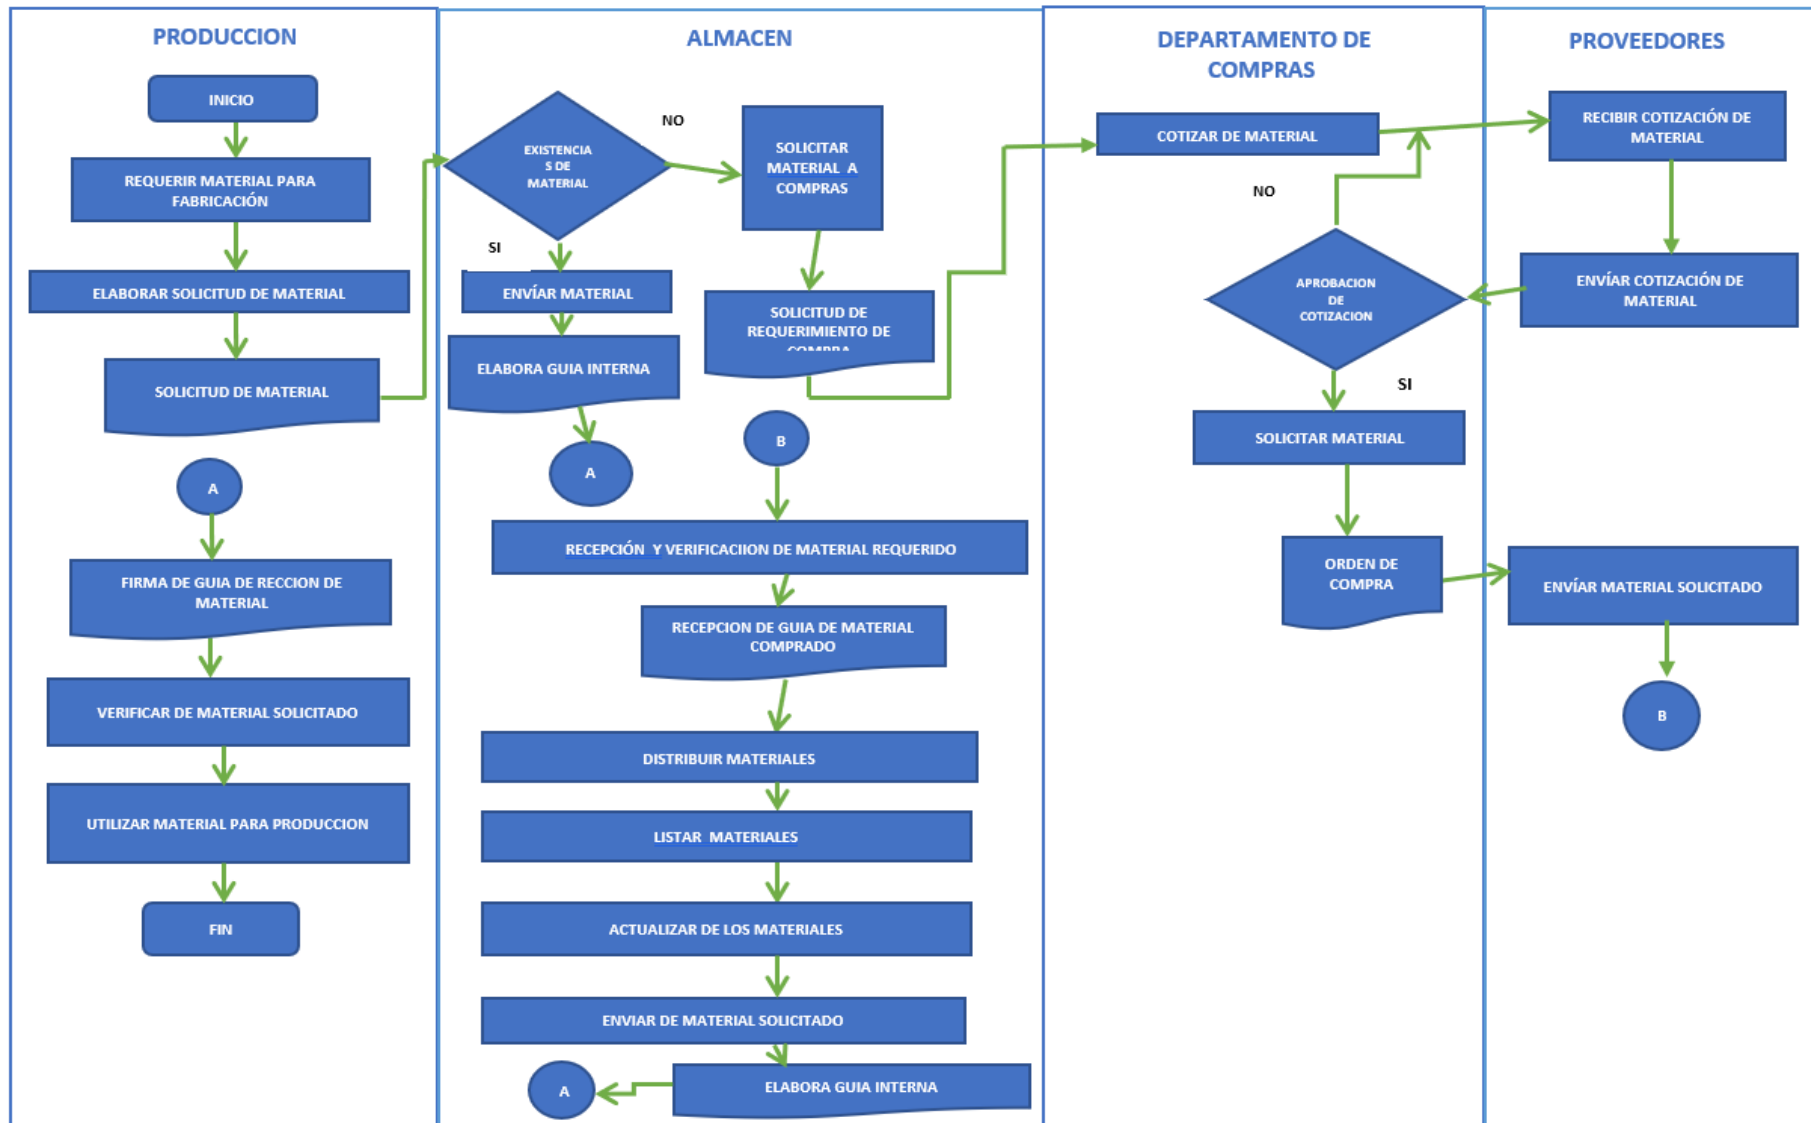 PRODUCCION
INICIO
REQUERIR MATERIAL PARA
FABRICACIÓN
ELABORAR SOLICITUD DE MATERIAL
SOLICITUD DE MATERIAL
A
FIRMA DE GUIA DE RECCION DE
MATERIAL
VERIFICAR DE MATERIAL SOLICITADO
UTILIZAR MATERIAL PARA PRODUCCION
FIN
ALMACEN
EXISTENCIA
S DE
MATERIAL
NO
SI
SOLICITAR
MATERIAL A
COMPRAS
ENVÍAR MATERIAL
ELABORA GUIA INTERNA
A
SOLICITUD DE
REQUERIMIENTO DE
COMPRA
B
RECEPCIÓN Y VERIFICACIION DE MATERIAL REQUERIDO
RECEPCION DE GUIA DE MATERIAL
COMPRADO
DISTRIBUIR MATERIALES
LISTAR MATERIALES
ACTUALIZAR DE LOS MATERIALES
ENVIAR DE MATERIAL SOLICITADO
ELABORA GUIA INTERNA
A
DEPARTAMENTO DE
COMPRAS
COTIZAR DE MATERIAL
NO
APROBACION
DE
COTIZACION
SI
SOLICITAR MATERIAL
ORDEN DE
COMPRA
PROVEEDORES
RECIBIR COTIZACIÓN DE
MATERIAL
ENVÍAR COTIZACIÓN DE
MATERIAL
ENVÍAR MATERIAL SOLICITADO
B